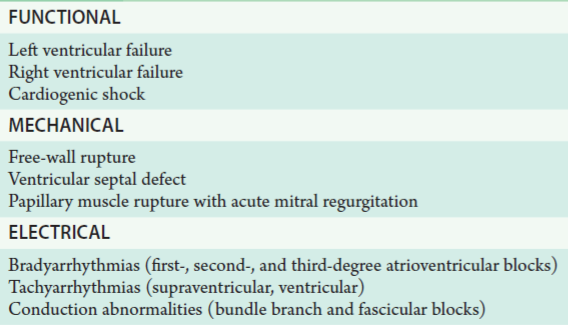 FUNCTIONAL
Left ventricular failure
Right ventricular failure
Cardiogenic shock
MECHANICAL
Free-wall rupture
Ventricular septal defect
Papillary muscle rupture with acute mitral regurgitation
ELECTRICAL
Bradyarrhythmias (first-, second-, and third-degree atrioventricular blocks)
Tachyarrhythmias (supraventricular, ventricular)
Conduction abnormalities (bundle branch and fascicular blocks)